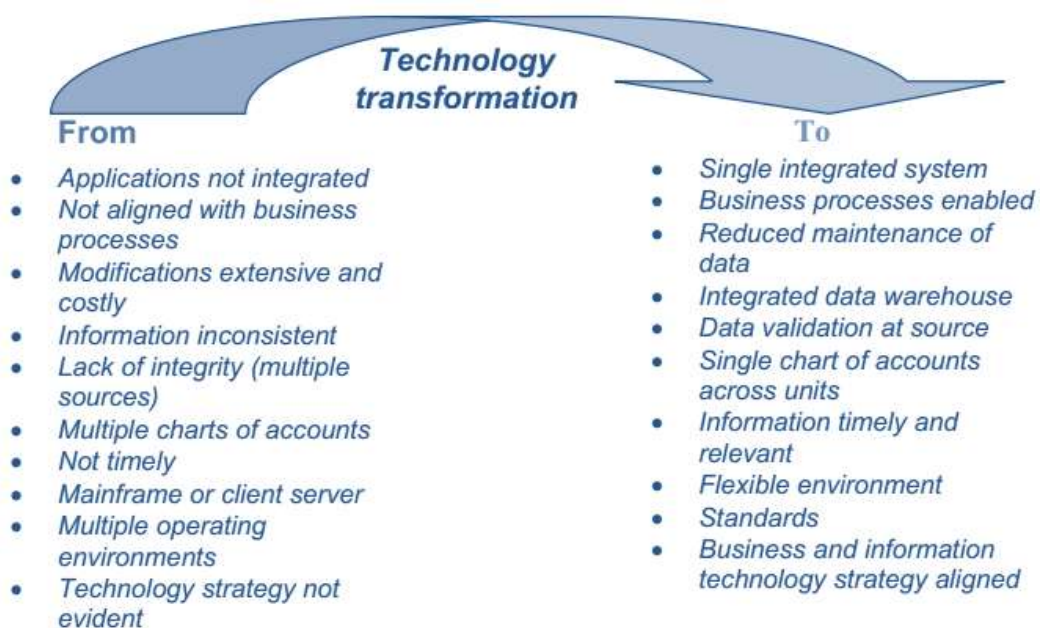 Technology
transformation
From
• Applications not integrated
• Not aligned with business
processes
• Modifications extensive and
costly
• Information inconsistent
• Lack of integrity (multiple
sources)
• Multiple charts of accounts
• Not timely
• Mainframe or client server
• Multiple operating
environments
• Technology strategy not
evident
To
• Single integrated system
• Business processes enabled
• Reduced maintenance of
data
• Integrated data warehouse
• Data validation at source
• Single chart of accounts
across units
• Information timely and
relevant
• Flexible environment
• Standards
• Business and information
technology strategy aligned